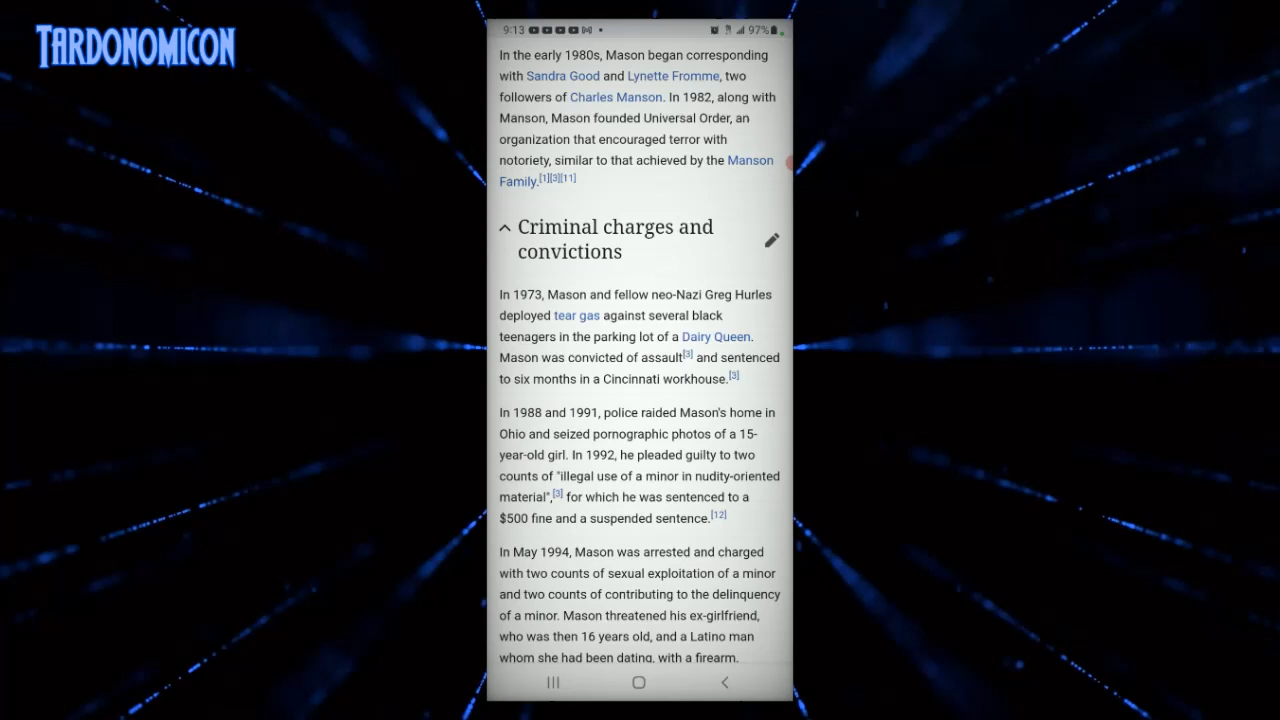 TARDONOMICON
9:13
97%
In the early 1980s, Mason began corresponding
with Sandra Good and Lynette Fromme, two
followers of Charles Manson. In 1982, along with
Manson, Mason founded Universal Order, an
organization that encouraged terror with
notoriety, similar to that achieved by the Manson
Family.[1][3][11]
Criminal charges and
convictions
In 1973, Mason and fellow neo-Nazi Greg Hurles
deployed tear gas against several black
teenagers in the parking lot of a Dairy Queen.
Mason was convicted of assault[3] and sentenced
to six months in a Cincinnati workhouse.[3]
In 1988 and 1991, police raided Mason's home in
Ohio and seized pornographic photos of a 15-
year-old girl. In 1992, he pleaded guilty to two
counts of "illegal use of a minor in nudity-oriented
material",[3] for which he was sentenced to a
$500 fine and a suspended sentence.[12]
In May 1994, Mason was arrested and charged
with two counts of sexual exploitation of a minor
and two counts of contributing to the delinquency
of a minor. Mason threatened his ex-girlfriend,
who was then 16 years old, and a Latino man
whom she had been dating, with a firearm.